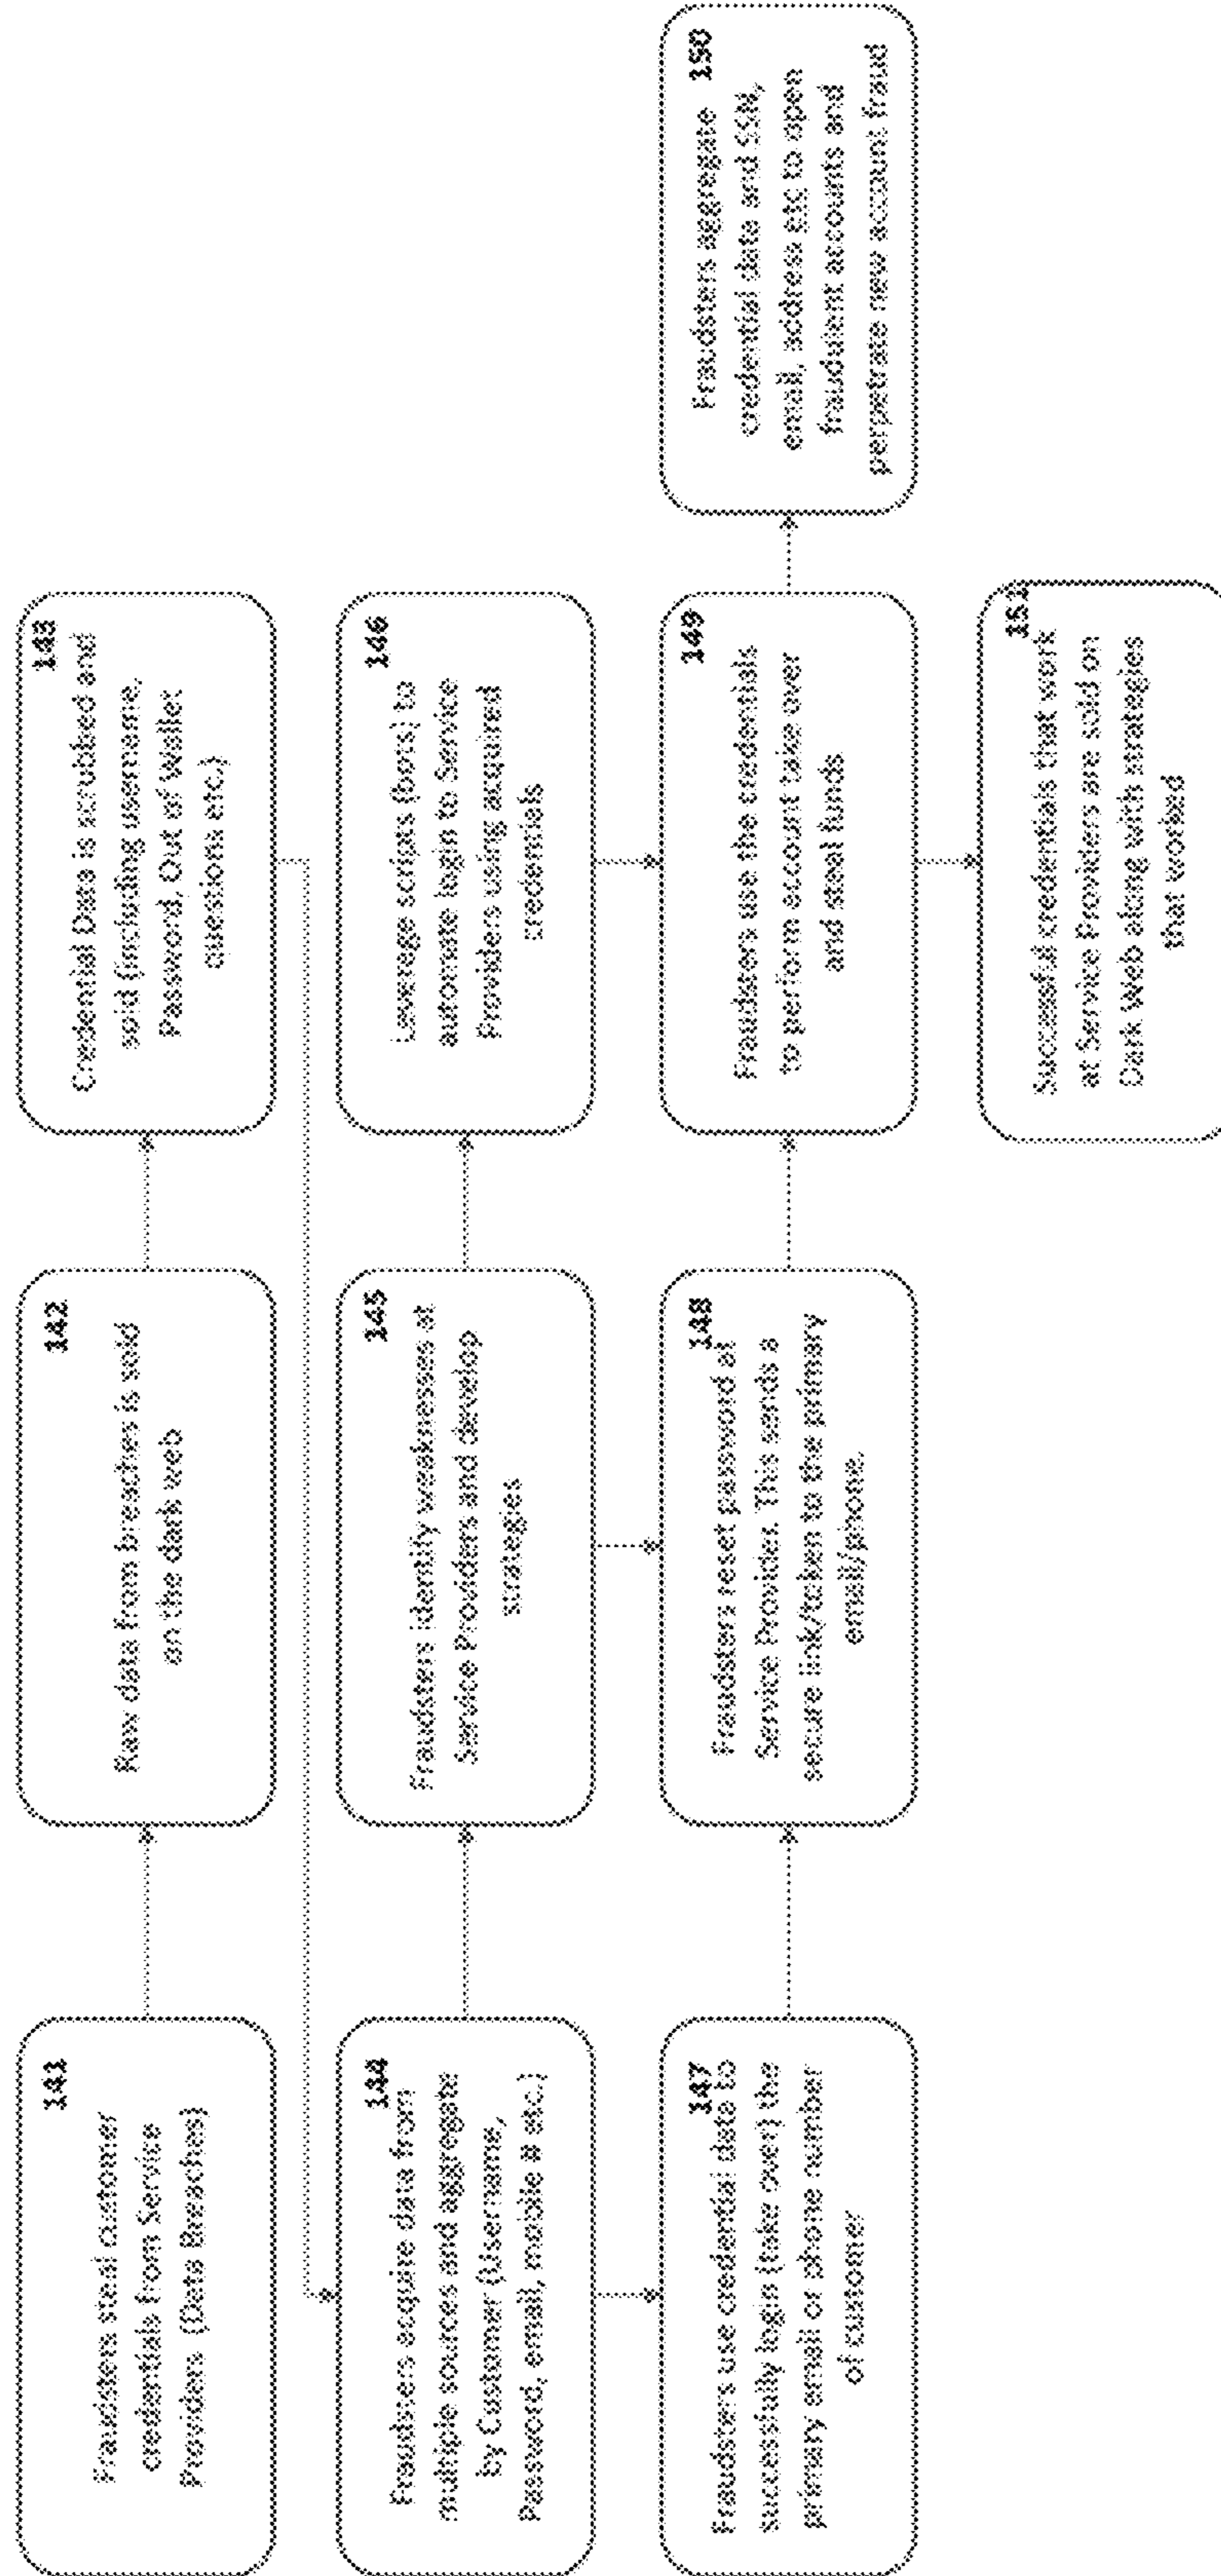 141
Fraudsters steal customer
credentials from Service
Providers (Data Breaches)
142
Raw data from breaches is sold
on the dark web
143
Credential Data is scrubbed and
sold (including username,
Password, Out of Wallet
questions etc.)
144
Fraudsters acquire data from
multiple sources and aggregate
by Customer (Username,
Password, email, mobile # etc.)
145
Fraudsters identify weaknesses at
Service Providers and develop
strategies
146
Leverage scripts (bots) to
automate login to Service
Providers using acquired
credentials
147
Fraudsters use credential data to
successfully login (take over) the
primary email or phone number
of customer
148
Fraudsters reset password at
Service Provider. This sends a
secure link/token to the primary
email/phone.
149
Fraudsters use the credentials
to perform account take over
and steal funds
150
Fraudsters aggregate
credential data and SSN,
email, address etc to open
fraudulent accounts and
perpetrate new account fraud
151
Successful credentials that work
at Service Providers are sold on
Dark Web along with strategies
that worked